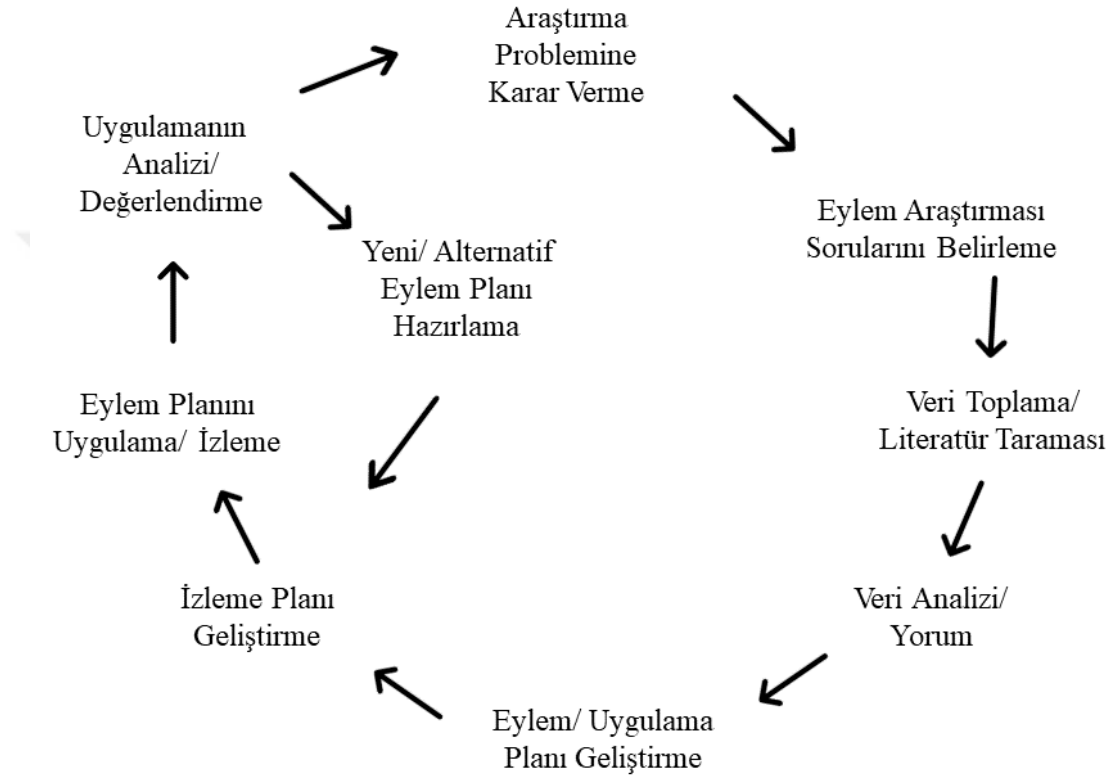 Araştırma
Problemine
Karar Verme
Eylem Araştırması
Sorularını Belirleme
Veri Toplama/
Literatür Taraması
Veri Analizi/
Yorum
Eylem/ Uygulama
Planı Geliştirme
İzleme Planı
Geliştirme
Eylem Planını
Uygulama/ İzleme
Uygulamanın
Analizi/
Değerlendirme
Yeni/ Alternatif
Eylem Planı
Hazırlama